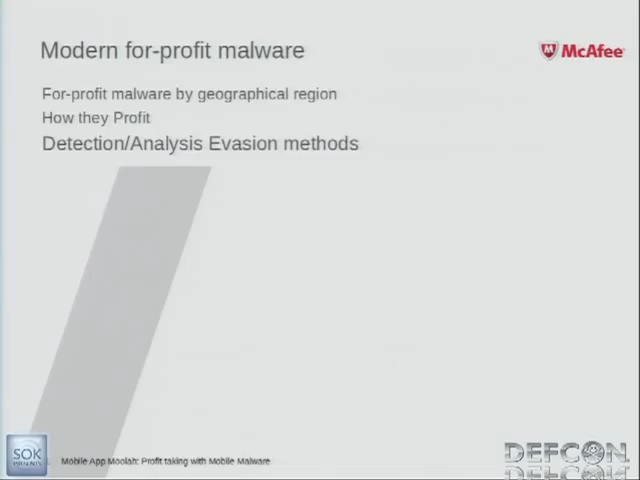 Modern for-profit malware
McAfee
For-profit malware by geographical region
How they Profit
Detection/Analysis Evasion methods
SOK
Mobile App Moolah: Profit taking with Mobile Malware
DEFCON